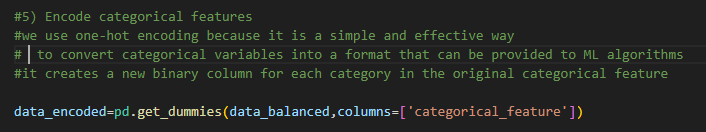 #5) Encode categorical features
#we use one-hot encoding because it is a simple and effective way
# to convert categorical variables into a format that can be provided to ML algorithms
#it creates a new binary column for each category in the original categorical feature
data_encoded=pd.get_dummies(data_balanced,columns=['categorical_feature'])